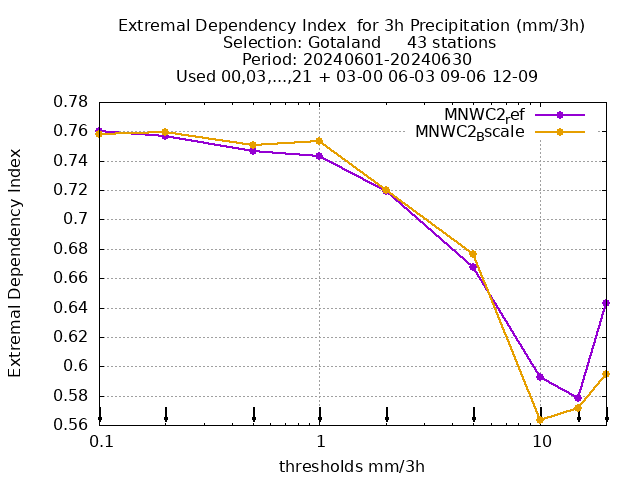 Extremal Dependency Index  for 3h Precipitation (mm/3h)
Selection: Gotaland     43 stations
Period: 20240601-20240630
Used 00,03,...,21 + 03-00 06-03 09-06 12-09
MNWC2ref
MNWC2Bscale
Extremal Dependency Index
0.78
0.76
0.74
0.72
0.7
0.68
0.66
0.64
0.62
0.6
0.58
0.56
0.1 1 10
thresholds mm/3h